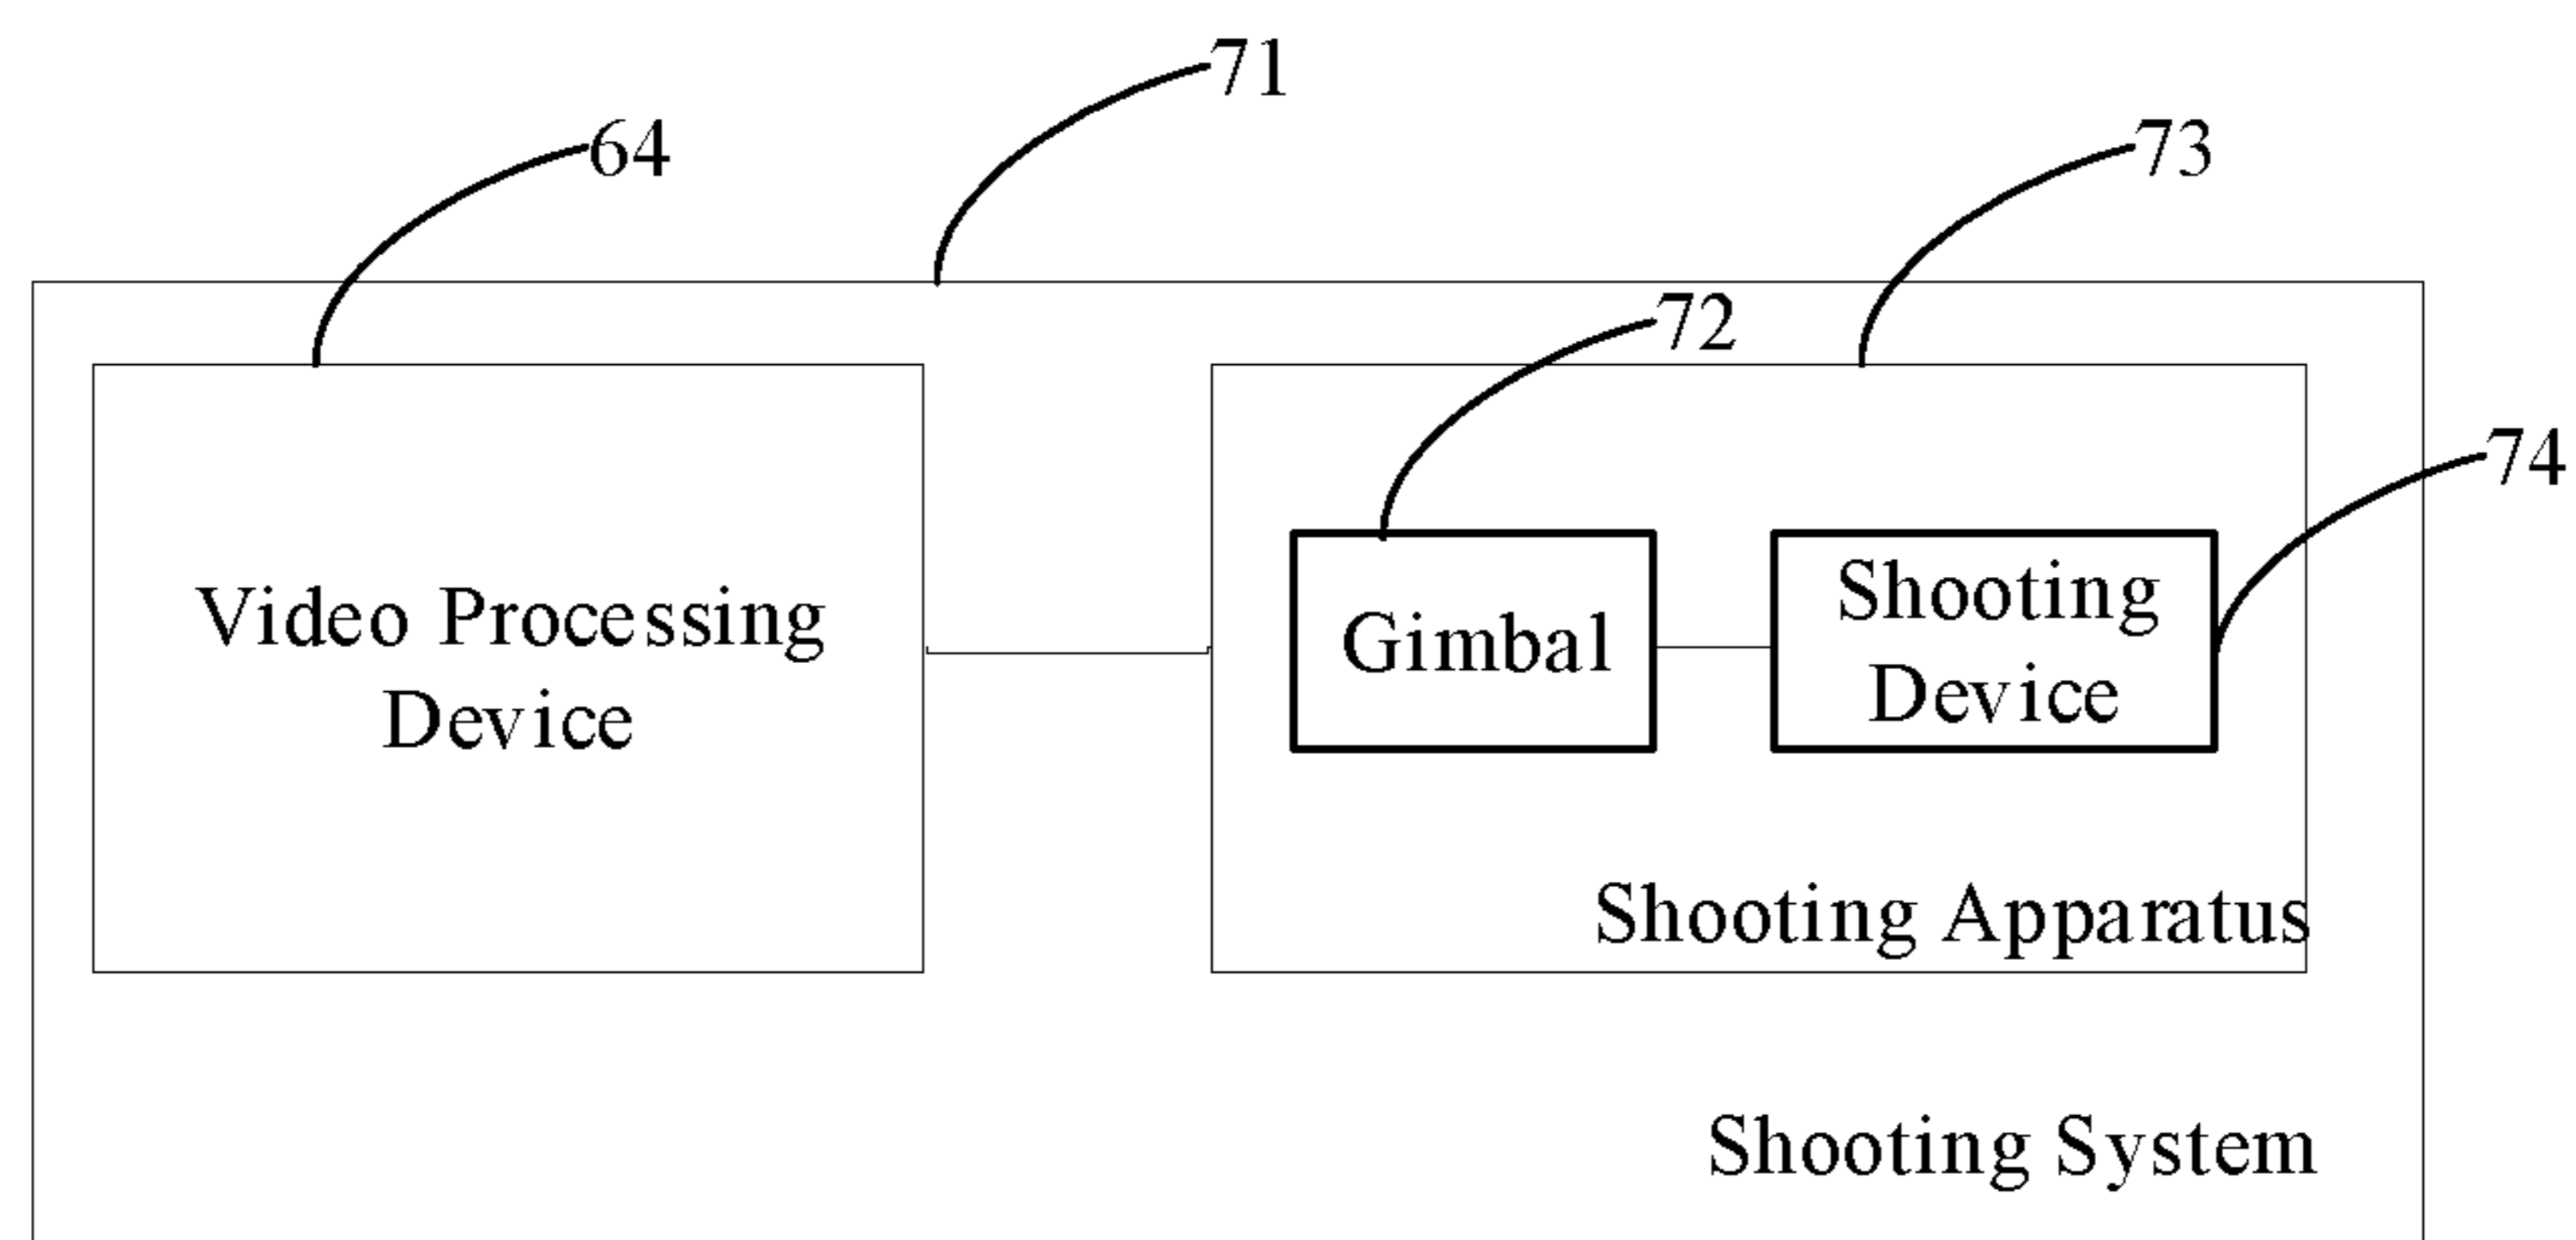 71
64
73
72
74
Video Processing
Device
Gimbal
Shooting
Device
Shooting Apparatus
Shooting System